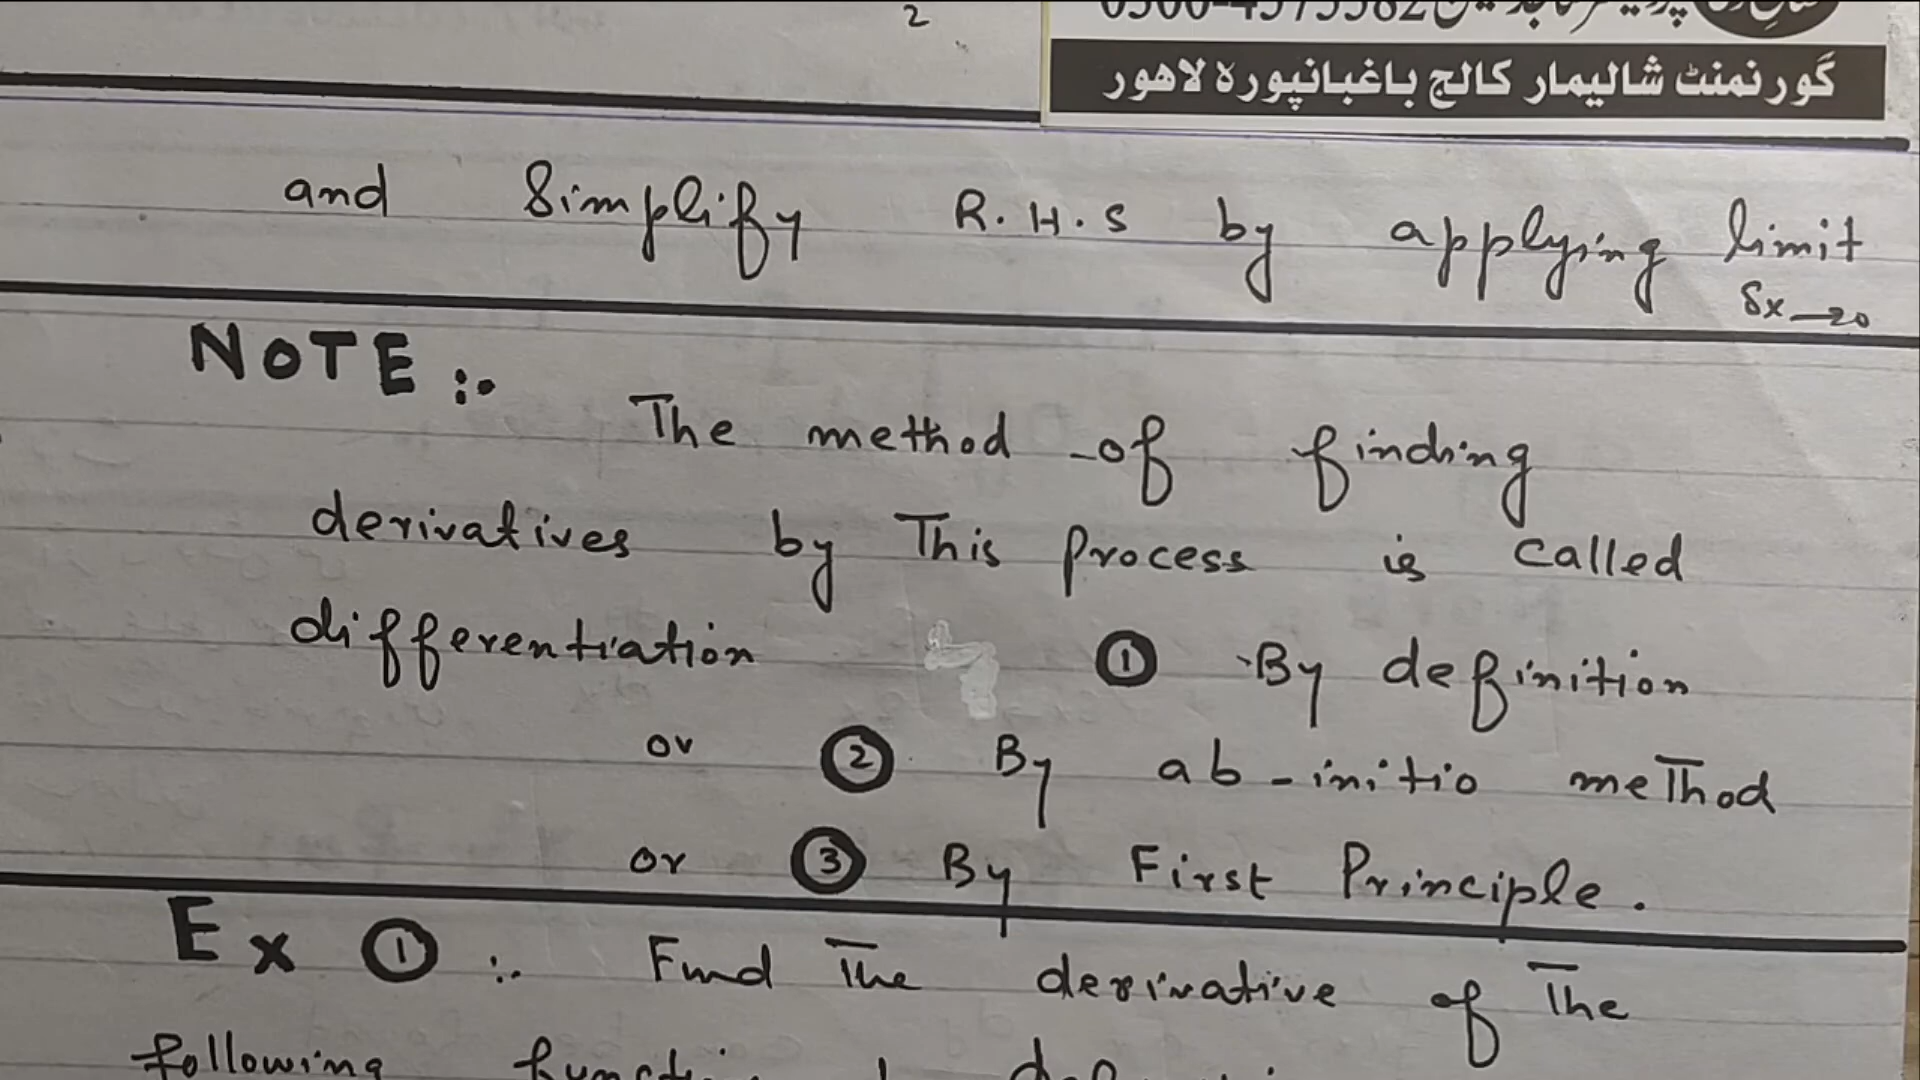 2
گورنمنٹ شالیمار کالج باغبانپورہ لاہور
and Simplify R.H.S by applying limit
δx→0
NOTE :-
The method of finding
derivatives by This process is called
differentiation ① By definition
or ② By ab-initio method
or ③ By First Principle.
Ex ① :- Find The derivative of The
following